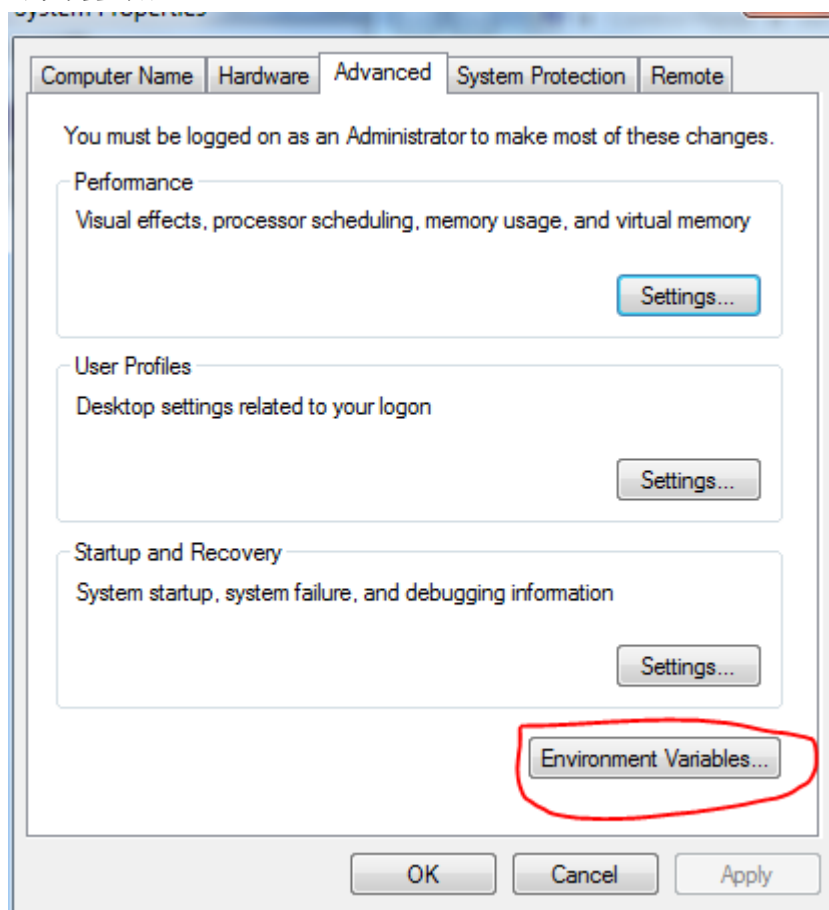 System Properties
Computer Name Hardware Advanced System Protection Remote
You must be logged on as an Administrator to make most of these changes.
Performance
Visual effects, processor scheduling, memory usage, and virtual memory
Settings...
User Profiles
Desktop settings related to your logon
Settings...
Startup and Recovery
System startup, system failure, and debugging information
Settings...
Environment Variables...
OK Cancel Apply